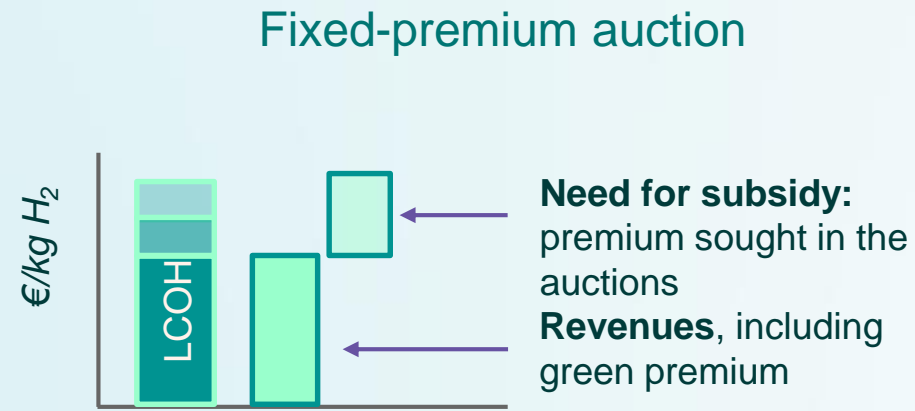 Fixed-premium auction
€/kg H₂
LCOH
Need for subsidy:
premium sought in the
auctions
Revenues, including
green premium